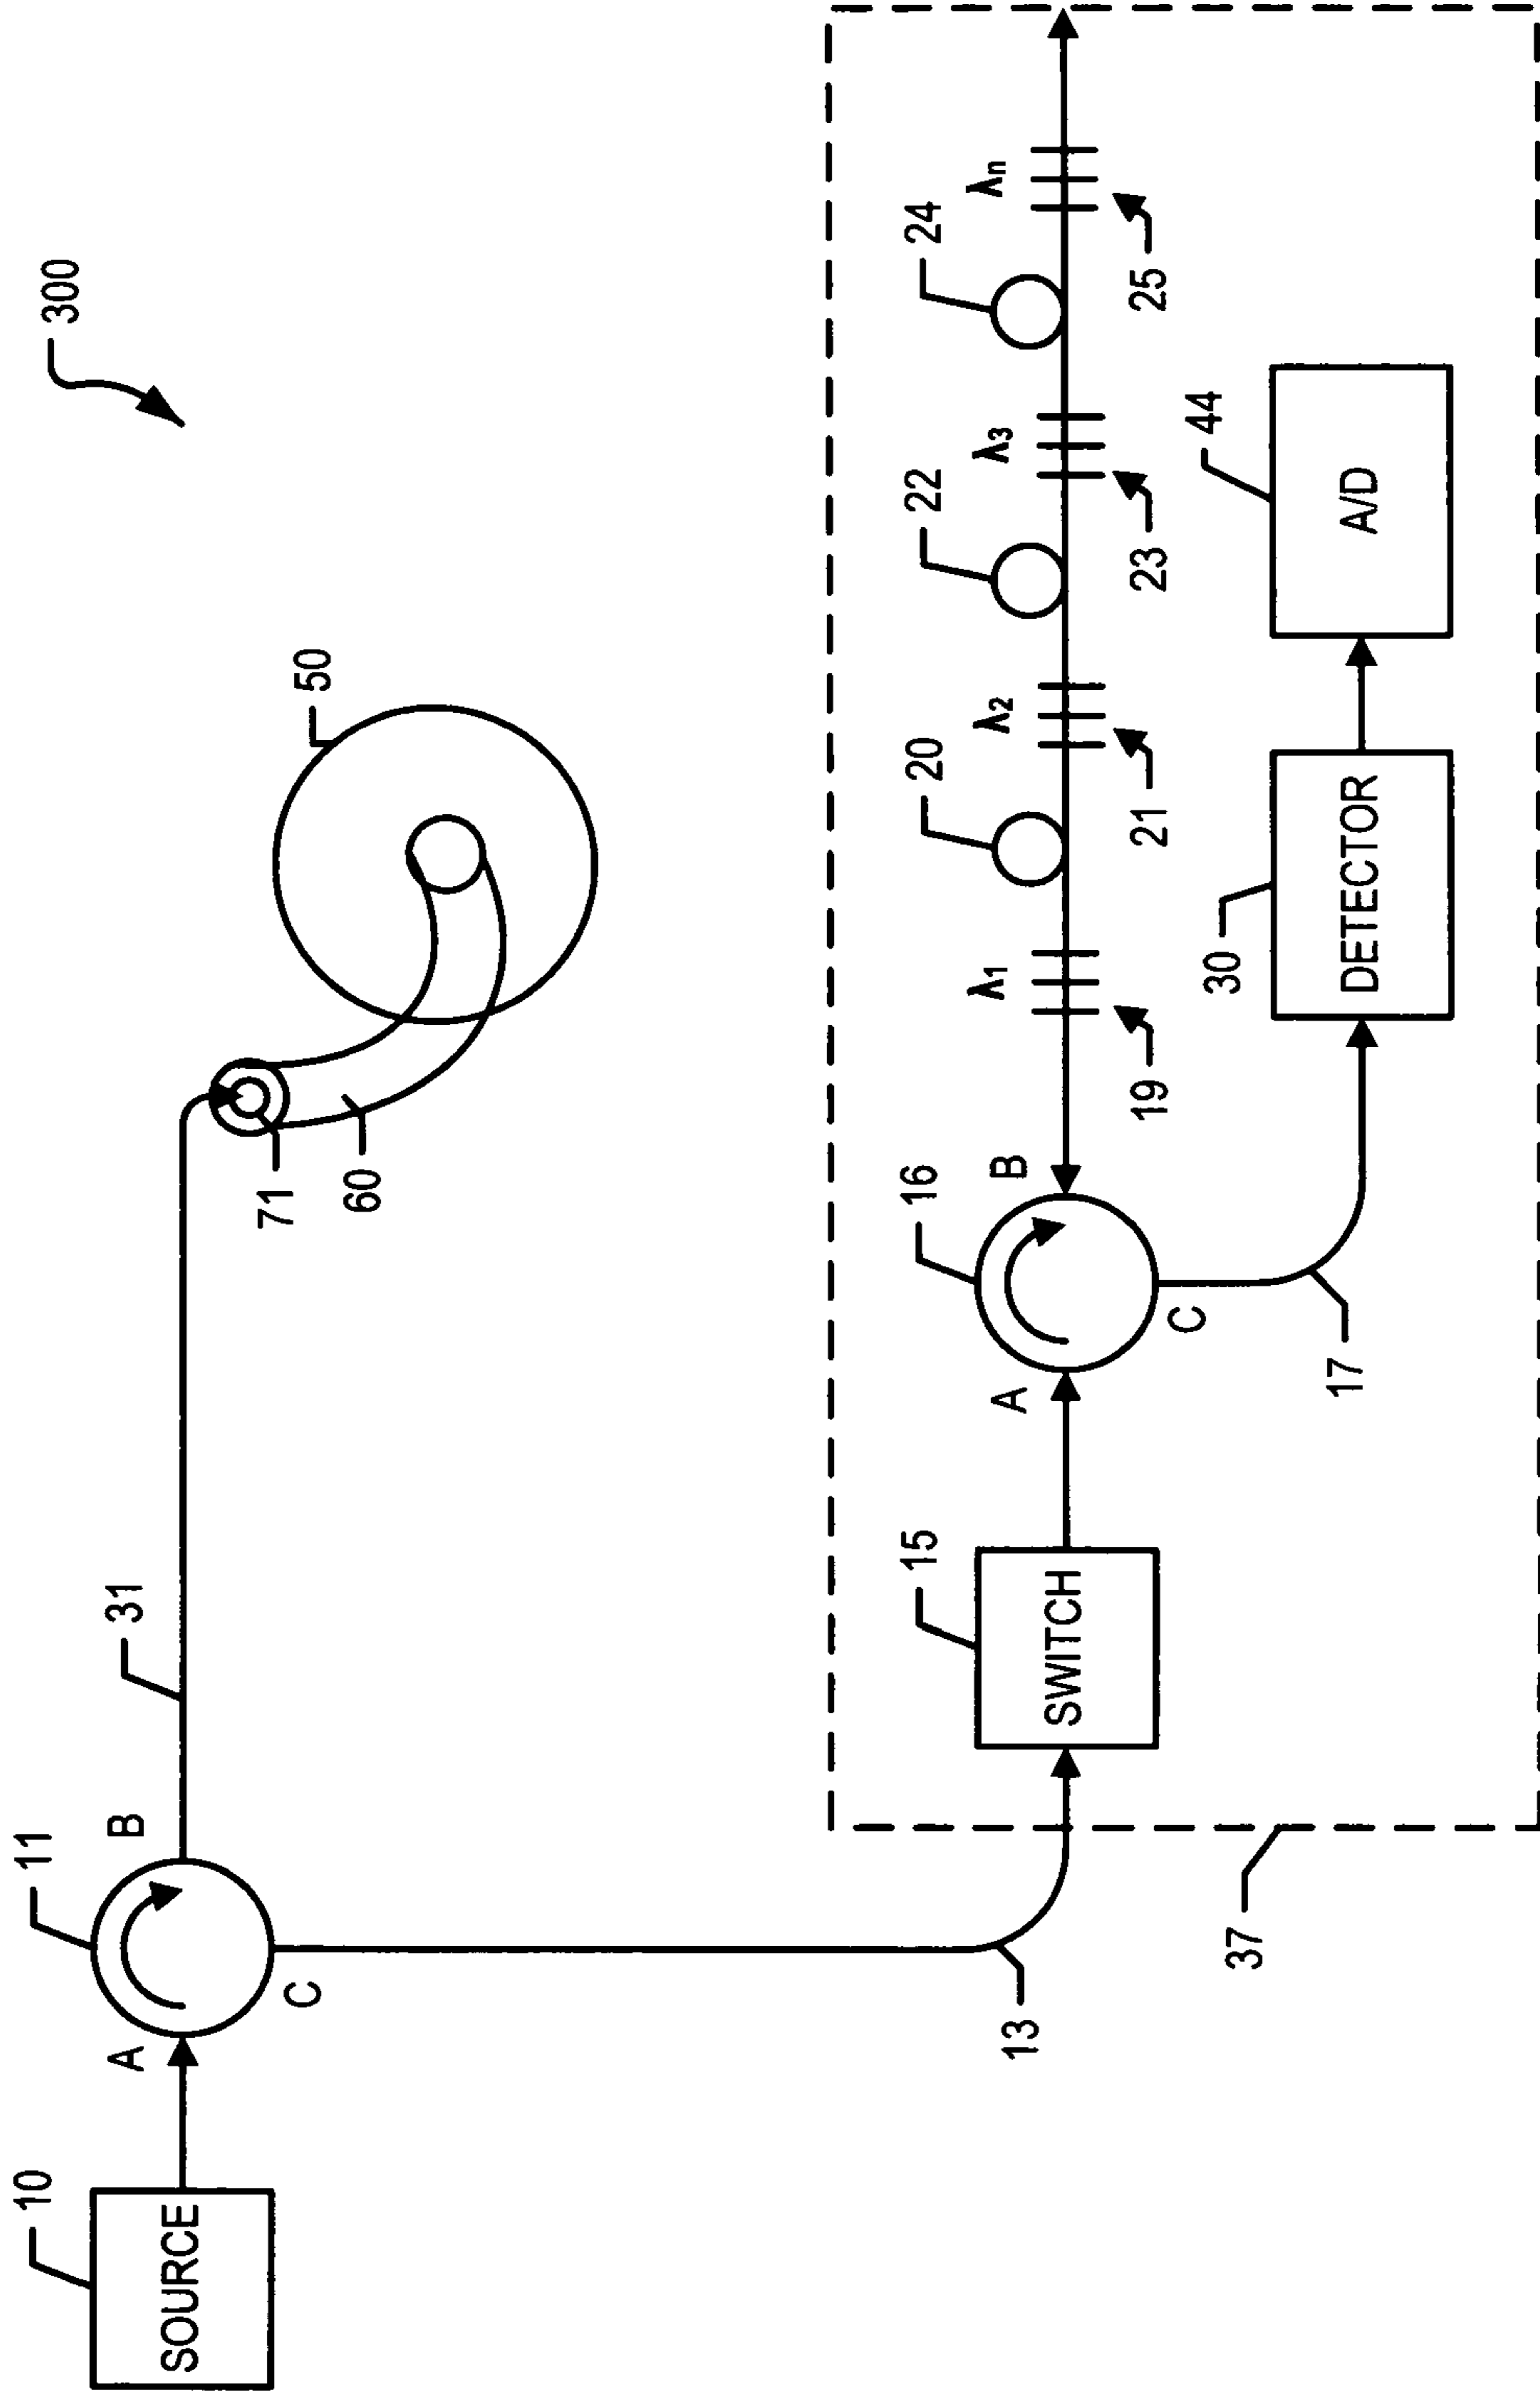 300
10
SOURCE
A
11
B
C
31
71
60
50
13
37
15
SWITCH
A
16
B
C
17
λ1
19
20
λ2
21
22
λ3
23
24
λn
25
30
DETECTOR
44
A/D